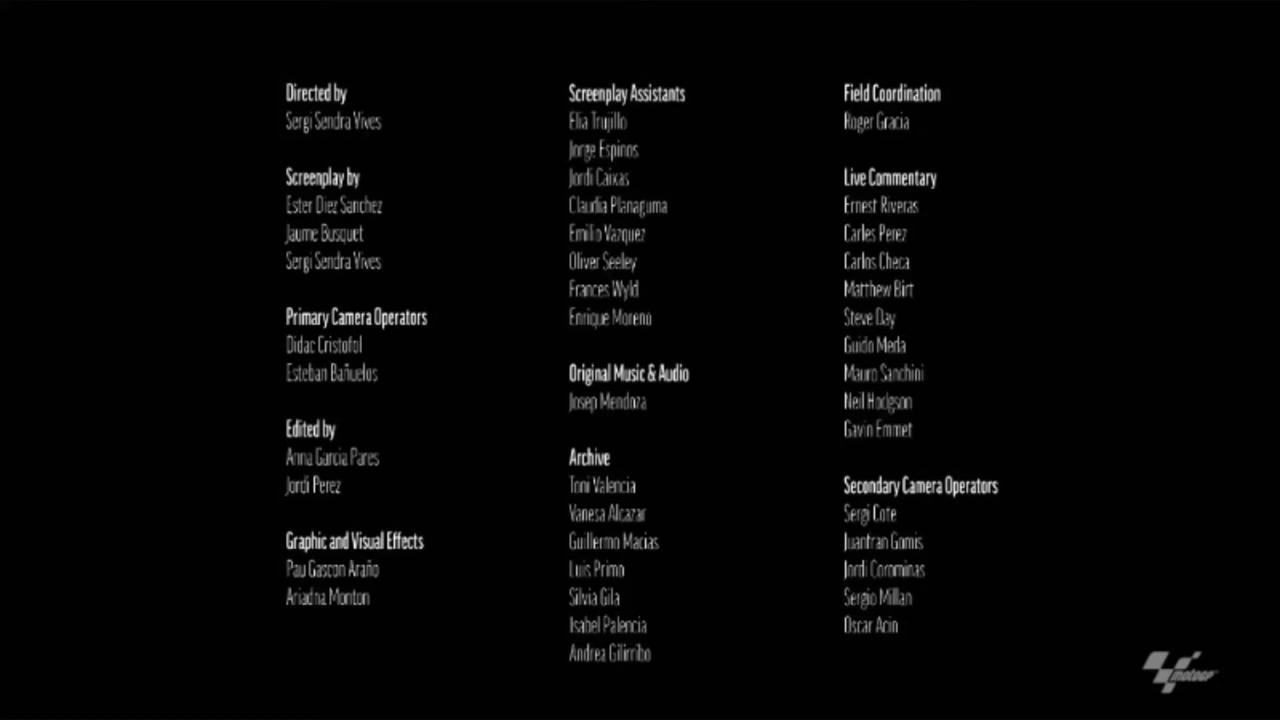 Directed by
Sergi Sendra Vives
Screenplay by
Ester Diez Sanchez
Jaume Busquet
Sergi Sendra Vives
Primary Camera Operators
Didac Cristofol
Esteban Bañuelos
Edited by
Anna Garcia Pares
Jordi Perez
Graphic and Visual Effects
Pau Gascon Araño
Ariadna Monton
Screenplay Assistants
Elia Trujillo
Jorge Espinos
Jordi Caixas
Claudia Planaguma
Emilio Vazquez
Oliver Seeley
Frances Wyld
Enrique Moreno
Original Music & Audio
Josep Mendoza
Archive
Toni Valencia
Vanesa Alcazar
Guillermo Macias
Luis Primo
Silvia Gila
Isabel Palencia
Andrea Gilirribo
Field Coordination
Roger Gracia
Live Commentary
Ernest Riveras
Carles Perez
Carlos Checa
Matthew Birt
Steve Day
Guido Meda
Mauro Sanchini
Neil Hodgson
Gavin Emmet
Secondary Camera Operators
Sergi Cote
Juanfran Gomis
Jordi Corominas
Sergio Millan
Oscar Acin
motogp